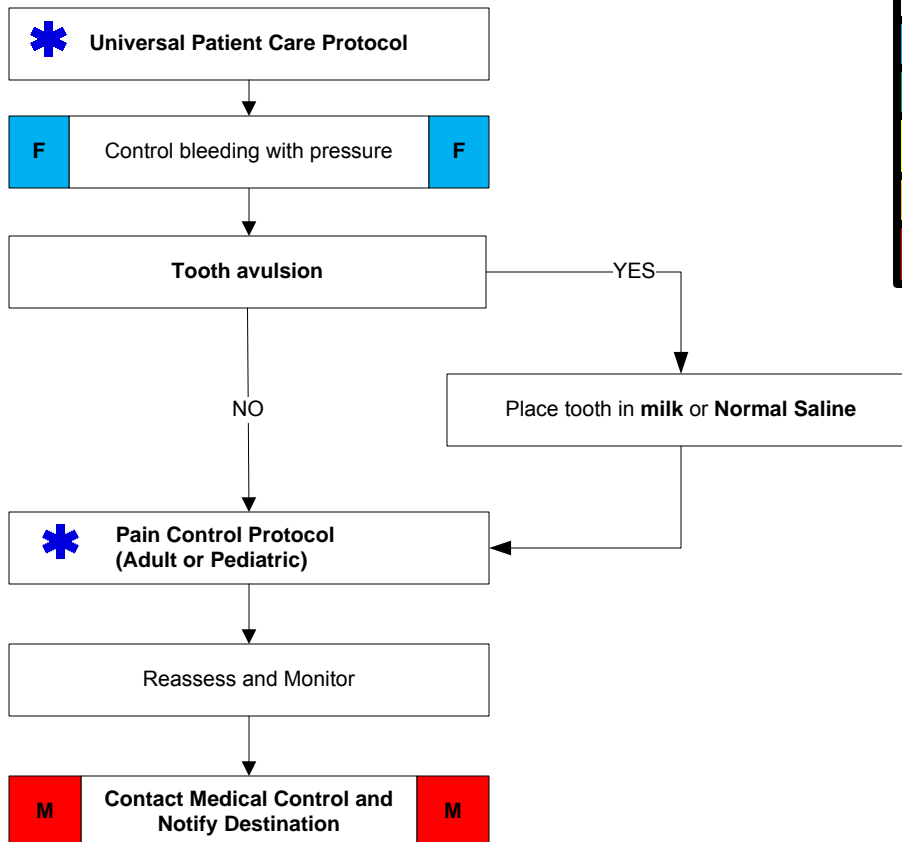 Universal Patient Care Protocol
F
Control bleeding with pressure
F
Tooth avulsion
YES
Place tooth in milk or Normal Saline
NO
Pain Control Protocol
(Adult or Pediatric)
Reassess and Monitor
M
Contact Medical Control and
Notify Destination
M